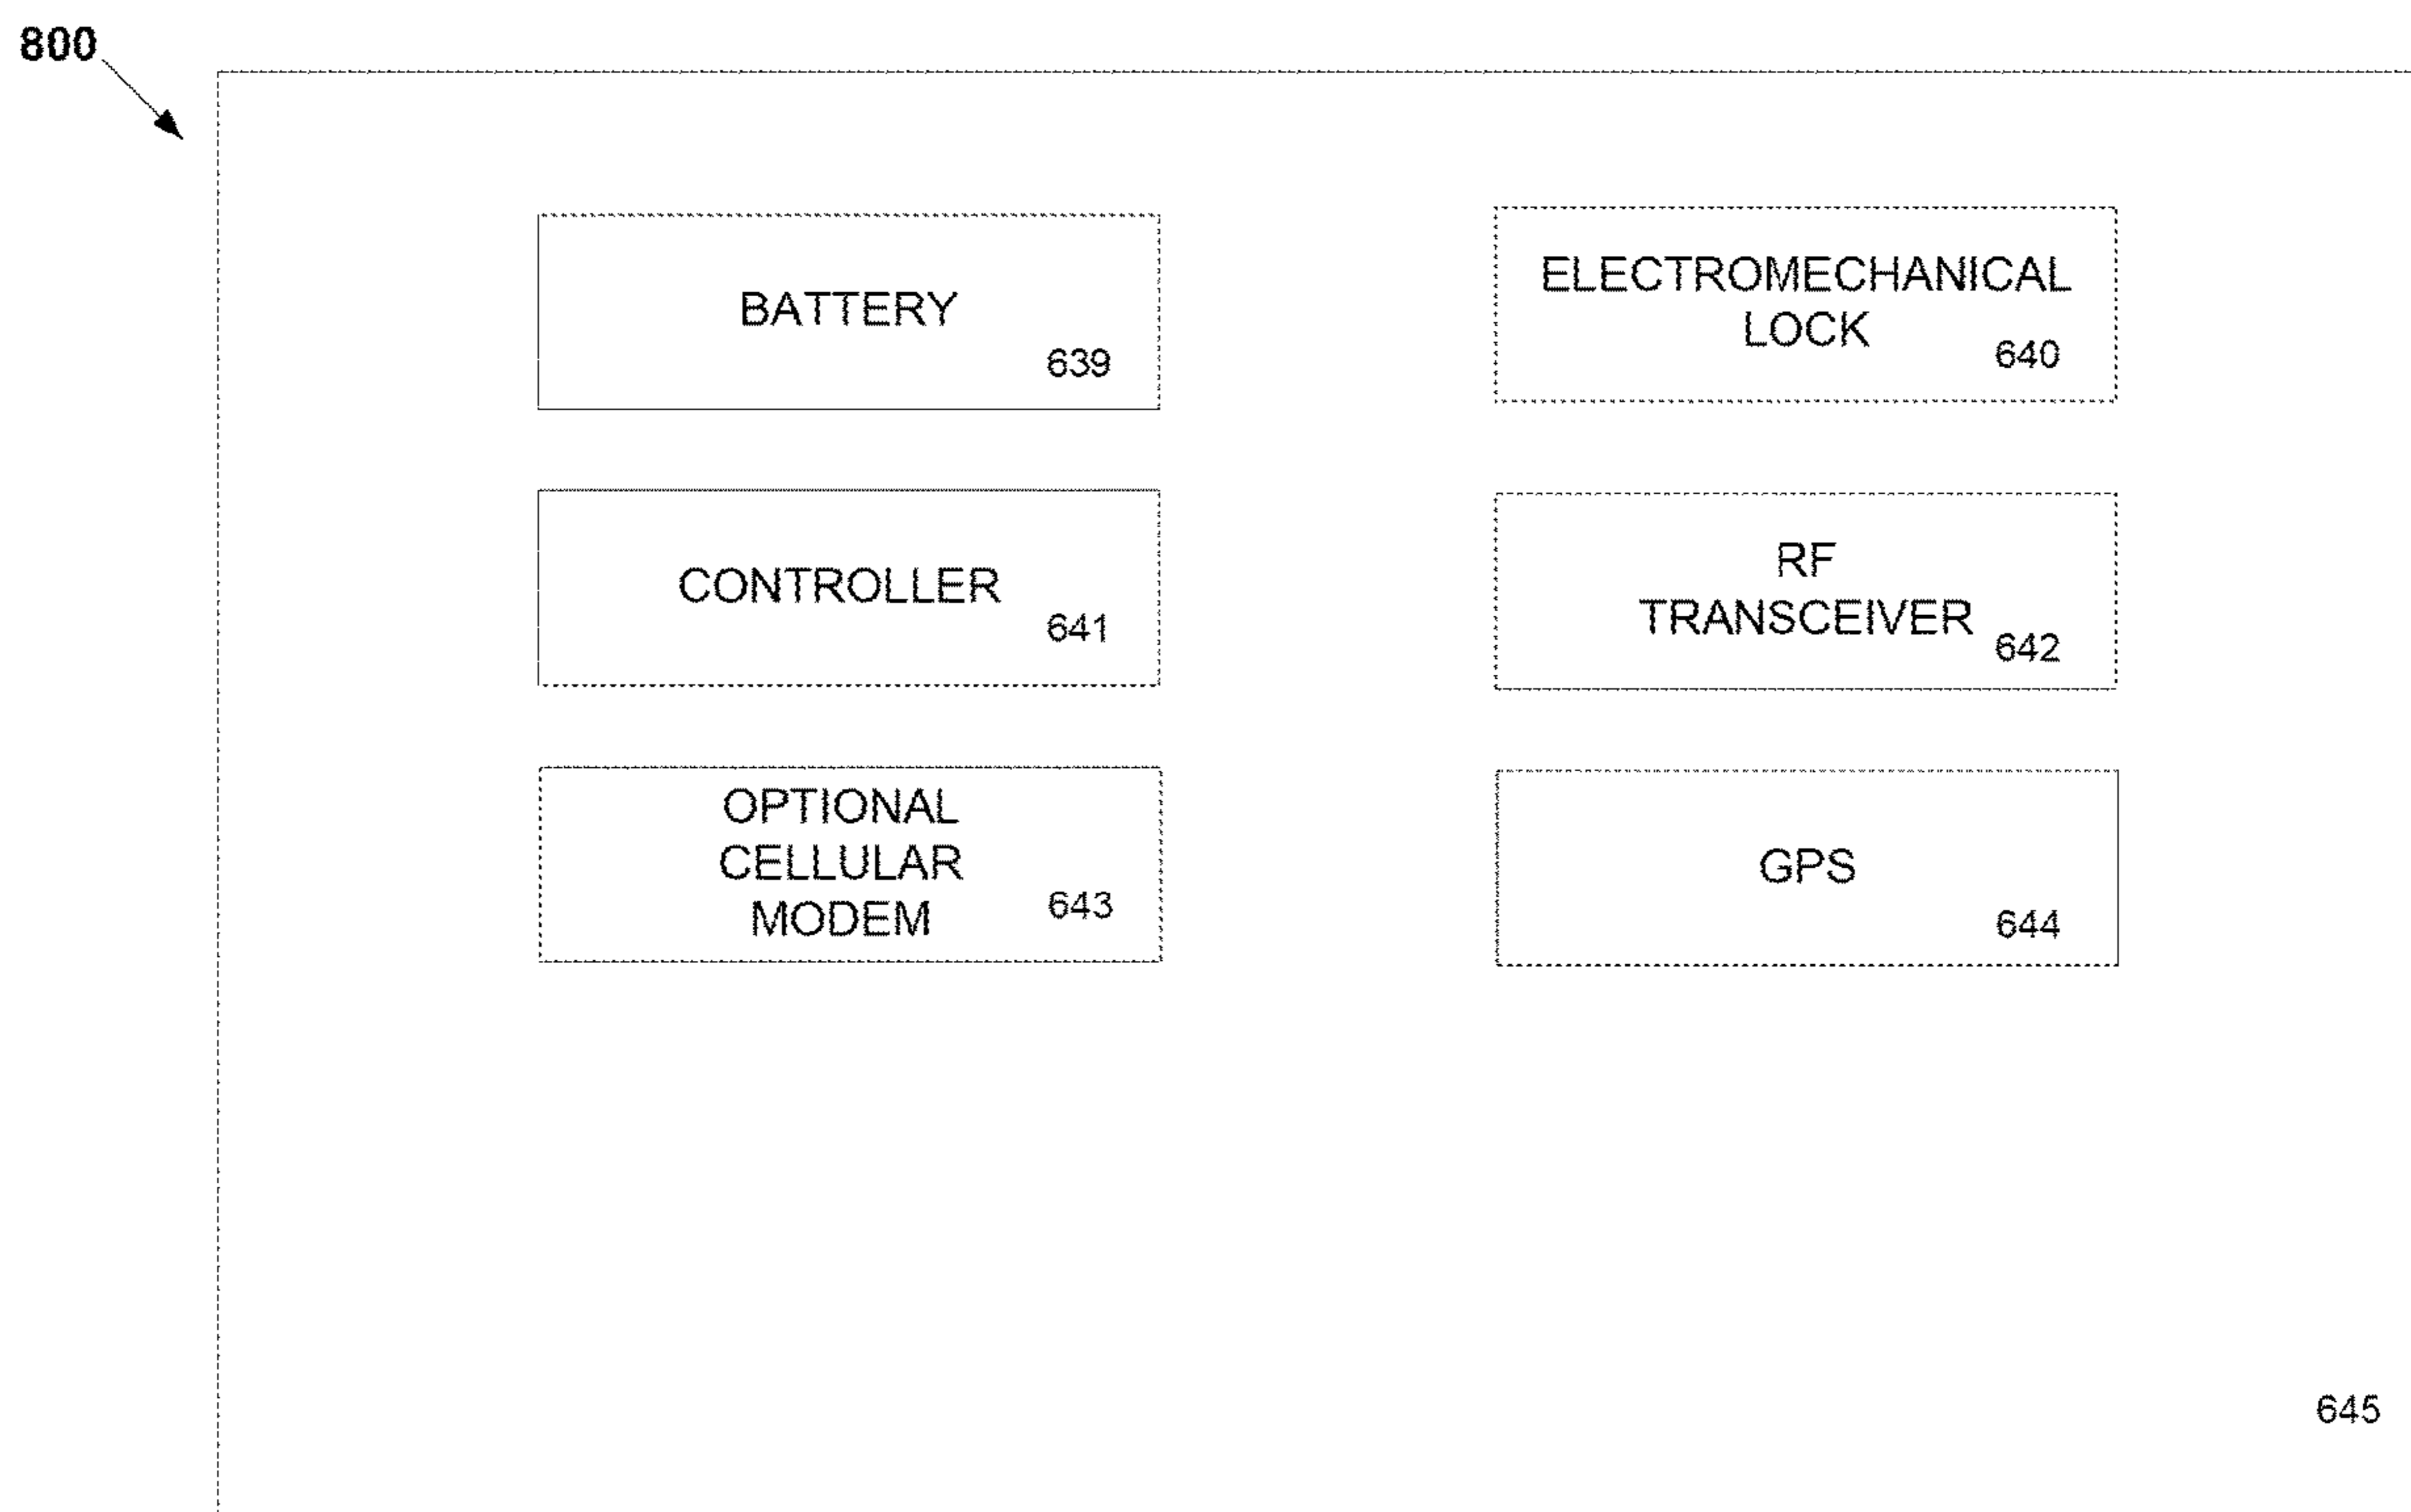 800
BATTERY
639
ELECTROMECHANICAL
LOCK
640
CONTROLLER
641
RF
TRANSCEIVER
642
OPTIONAL
CELLULAR
MODEM
643
GPS
644
645